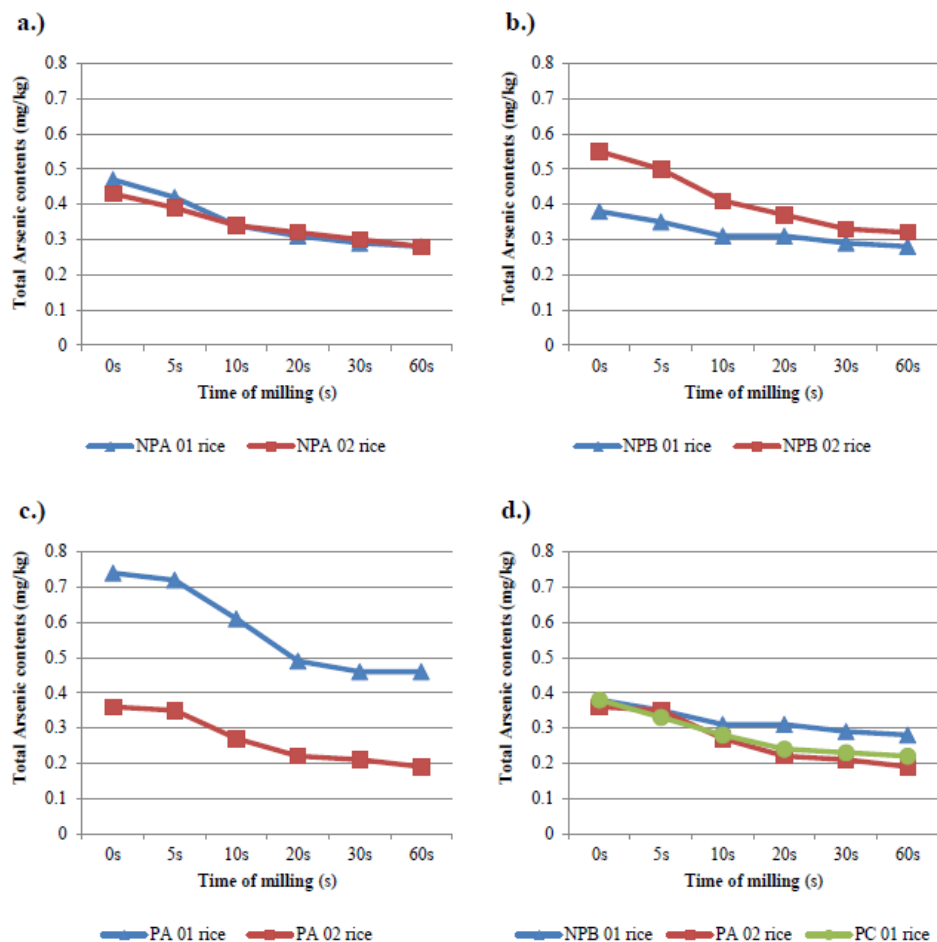 a.)
Total Arsenic contents (mg/kg)
0.8
0.7
0.6
0.5
0.4
0.3
0.2
0.1
0
0s 5s 10s 20s 30s 60s
Time of milling (s)
NPA 01 rice NPA 02 rice
b.)
Total Arsenic contents (mg/kg)
0.8
0.7
0.6
0.5
0.4
0.3
0.2
0.1
0
0s 5s 10s 20s 30s 60s
Time of milling (s)
NPB 01 rice NPB 02 rice
c.)
Total Arsenic contents (mg/kg)
0.8
0.7
0.6
0.5
0.4
0.3
0.2
0.1
0
0s 5s 10s 20s 30s 60s
Time of milling (s)
PA 01 rice PA 02 rice
d.)
Total Arsenic contents (mg/kg)
0.8
0.7
0.6
0.5
0.4
0.3
0.2
0.1
0
0s 5s 10s 20s 30s 60s
Time of milling (s)
NPB 01 rice PA 02 rice PC 01 rice